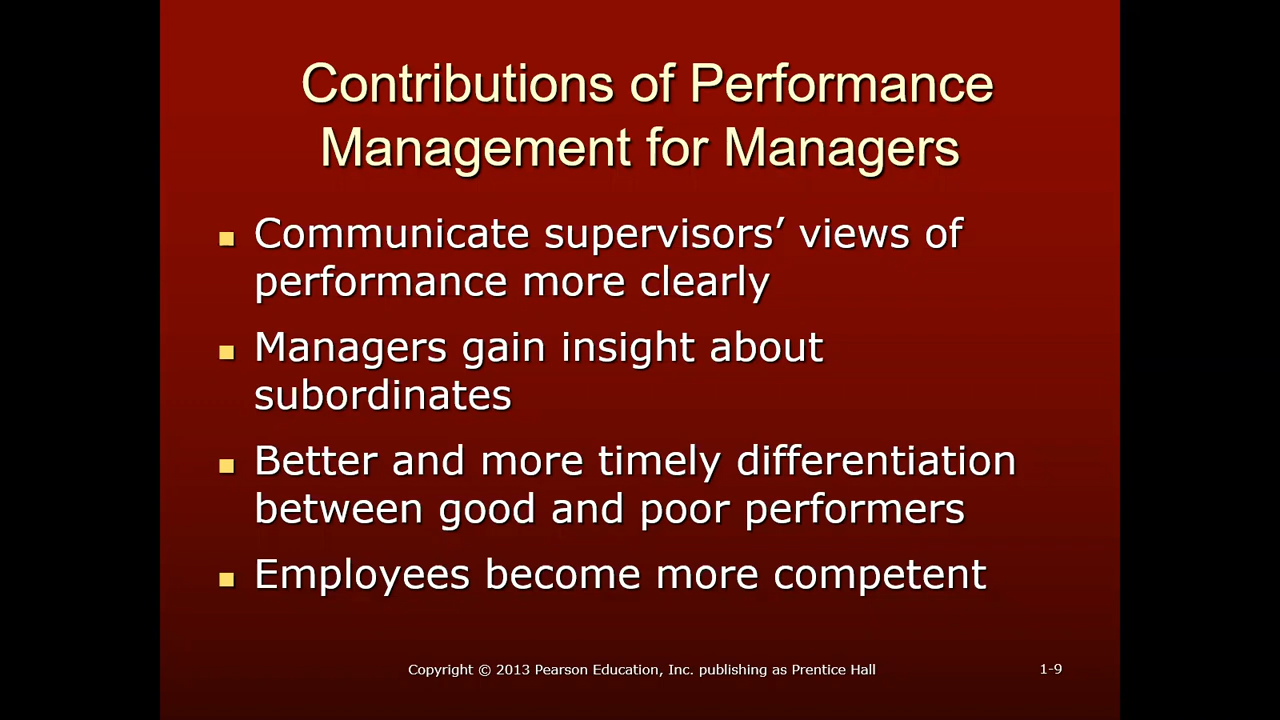 Contributions of Performance
Management for Managers
Communicate supervisors’ views of
performance more clearly
Managers gain insight about
subordinates
Better and more timely differentiation
between good and poor performers
Employees become more competent
Copyright © 2013 Pearson Education, Inc. publishing as Prentice Hall
1-9